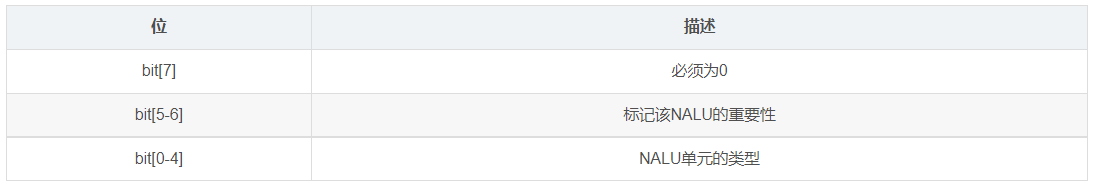 位 描述
bit[7] 必须为0
bit[5-6] 标记该NALU的重要性
bit[0-4] NALU单元的类型